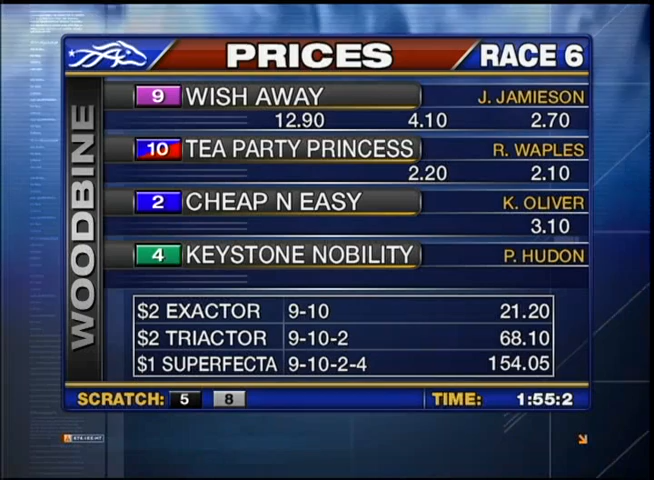 PRICES RACE 6
WOODBINE
9 WISH AWAY J. JAMIESON
12.90 4.10 2.70
10 TEA PARTY PRINCESS R. WAPLES
2.20 2.10
2 CHEAP N EASY K. OLIVER
3.10
4 KEYSTONE NOBILITY P. HUDON
$2 EXACTOR 9-10 21.20
$2 TRIACTOR 9-10-2 68.10
$1 SUPERFECTA 9-10-2-4 154.05
SCRATCH: 5 8 TIME: 1:55:2